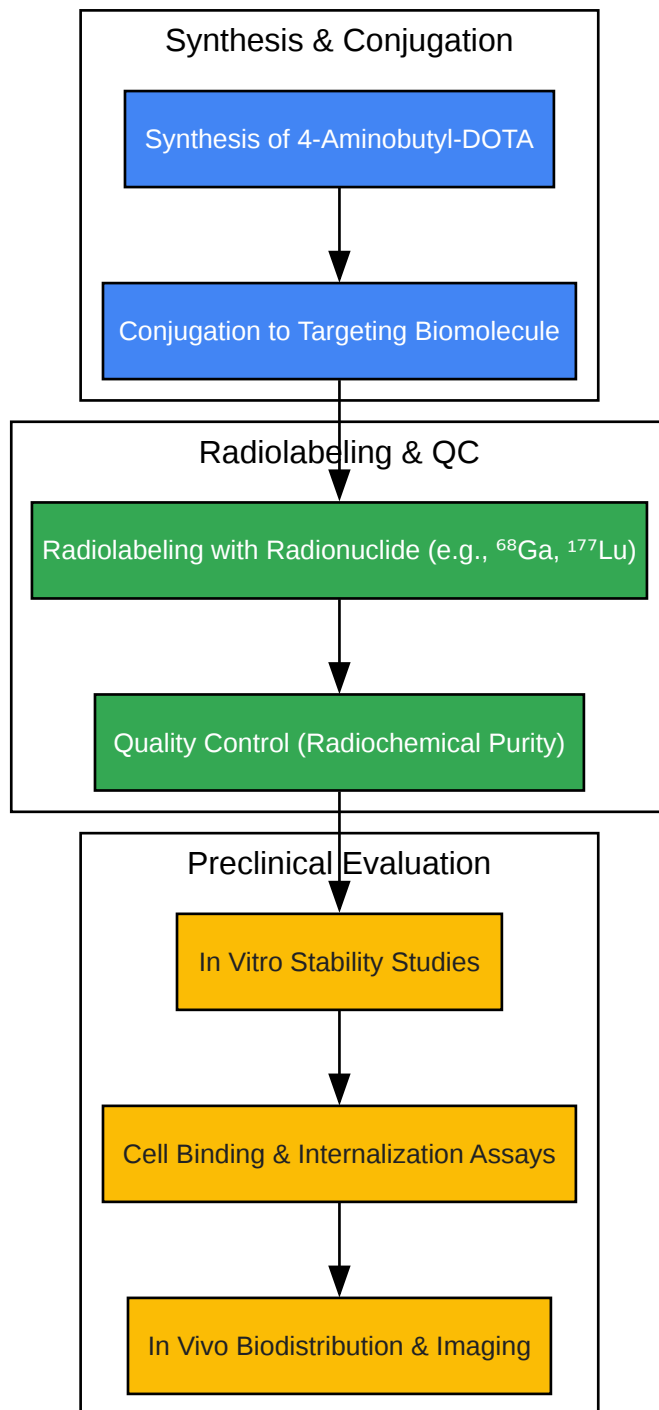 Synthesis & Conjugation
Synthesis of 4-Aminobutyl-DOTA
Conjugation to Targeting Biomolecule
Radiolabeling & QC
Radiolabeling with Radionuclide (e.g., ⁶⁸Ga, ¹⁷⁷Lu)
Quality Control (Radiochemical Purity)
Preclinical Evaluation
In Vitro Stability Studies
Cell Binding & Internalization Assays
In Vivo Biodistribution & Imaging